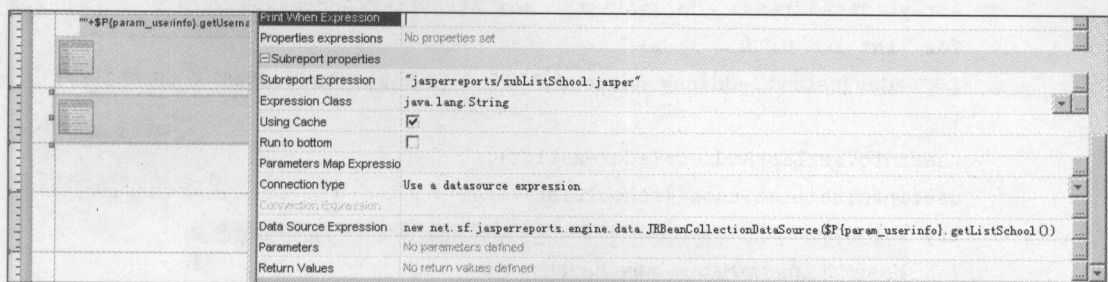 ""+$P{param_userinfo}.getUserna
Print When Expression
Properties expressions No properties set
Subreport properties
Subreport Expression "jasperreports/subListSchool.jasper"
Expression Class java.lang.String
Using Cache
Run to bottom
Parameters Map Expressio
Connection type Use a datasource expression
Connection Expression
Data Source Expression new net.sf.jasperreports.engine.data.JRBeanCollectionDataSource($P{param_userinfo}.getListSchool())
Parameters No parameters defined
Return Values No return values defined